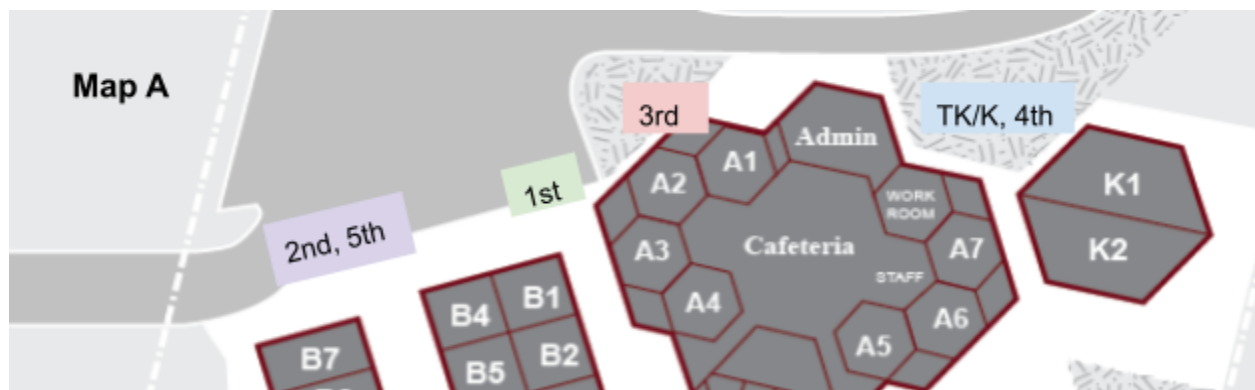 Map A
3rd
TK/K, 4th
Admin
A1
A2
K1
1st
WORK
ROOM
2nd, 5th
A3
Cafeteria
A7
K2
STAFF
A4
B1
B4
A6
A5
B7
B5
B2